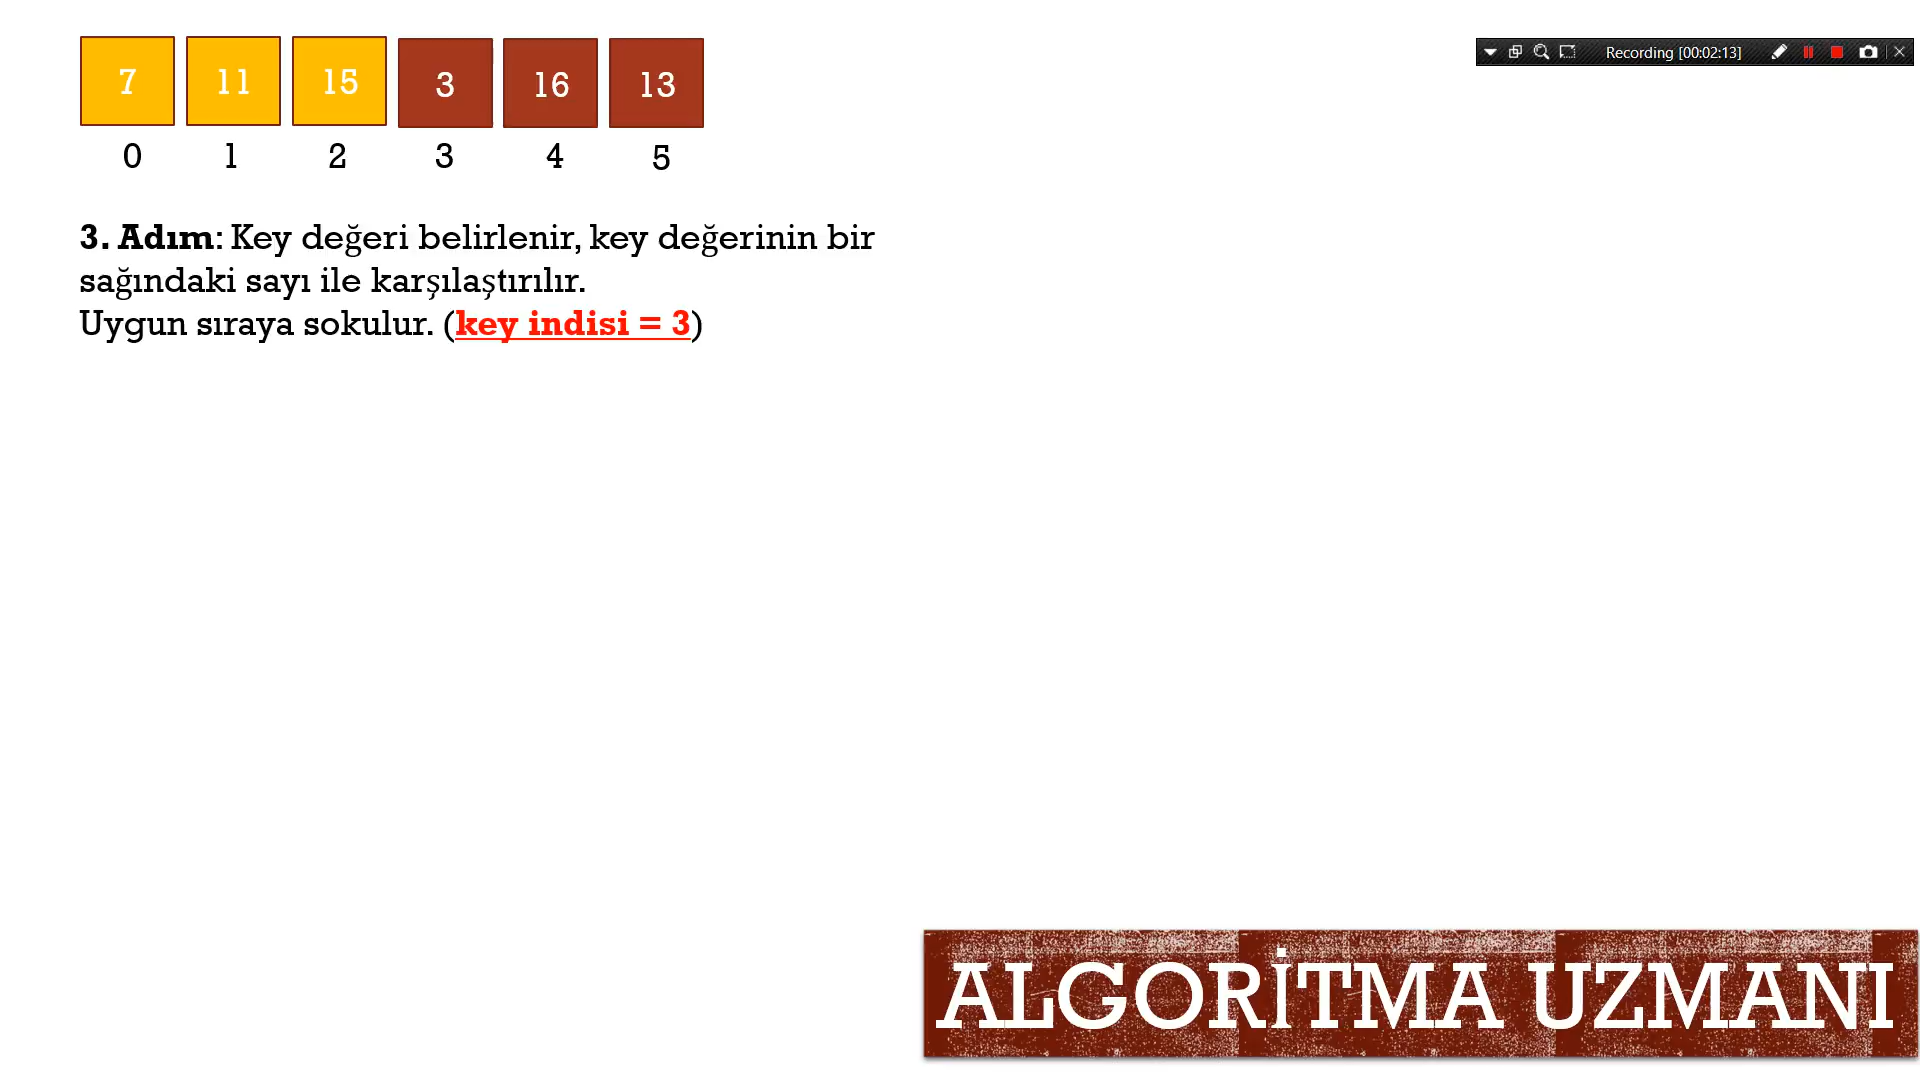 7 11 15 3 16 13
Recording [00:02:13]
0 1 2 3 4 5
3. Adım: Key değeri belirlenir, key değerinin bir
sağındaki sayı ile karşılaştırılır.
Uygun sıraya sokulur. (key indisi = 3)
ALGORİTMA UZMANI